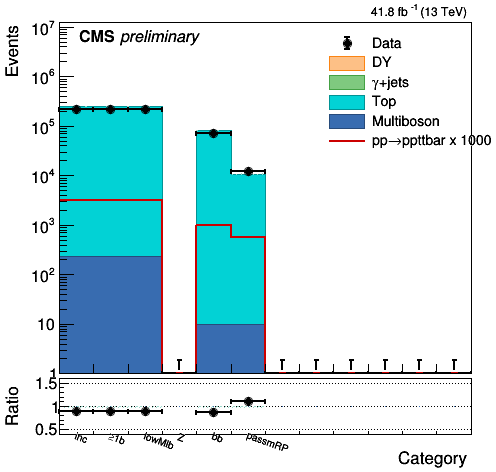 41.8 fb⁻¹ (13 TeV)
CMS preliminary
Events
10⁷
10⁶
10⁵
10⁴
10³
10²
10
1
Data
DY
γ+jets
Top
Multiboson
pp→ppttbar x 1000
Ratio
1.5
1
0.5
inc ≥1b lowMlb Z bb passmRP
Category